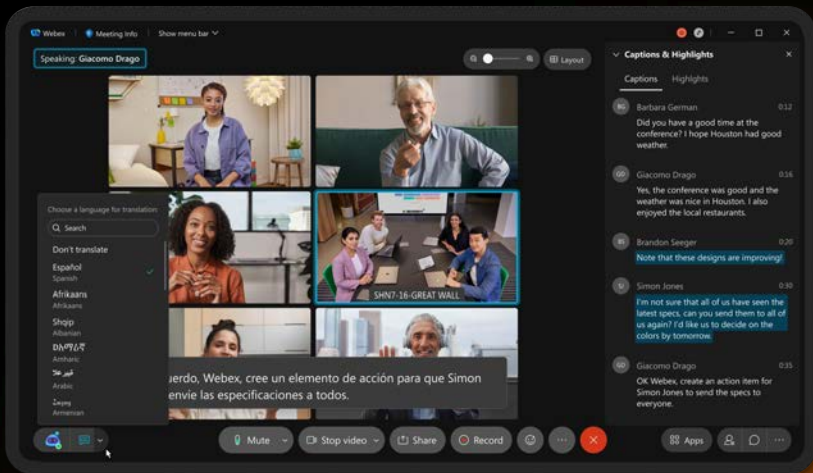 Webex
Meeting Info
Show menu bar
Speaking: Giacomo Drago
Layout
SHN7-16-GREAT WALL
Choose a language for translation
Search
Don't translate
Español
Spanish
Afrikaans
Afrikaans
Shqip
Albanian
Amharic
Arabic
Armenian
uerdo, Webex, cree un elemento de acción para que Simon
envíe las especificaciones a todos.
Mute
Stop video
Share
Record
Apps
Captions & Highlights
Captions
Highlights
BG
Barbara German
0:12
Did you have a good time at the
conference? I hope Houston had good
weather.
GD
Giacomo Drago
0:16
Yes, the conference was good and the
weather was nice in Houston. I also
enjoyed the local restaurants.
BS
Brandon Seeger
0:20
Note that these designs are improving!
SJ
Simon Jones
0:30
I'm not sure that all of us have seen the
latest specs, can you send them to all of
us again? I'd like us to decide on the
colors by tomorrow.
GD
Giacomo Drago
0:35
OK Webex, create an action item for
Simon Jones to send the specs to
everyone.